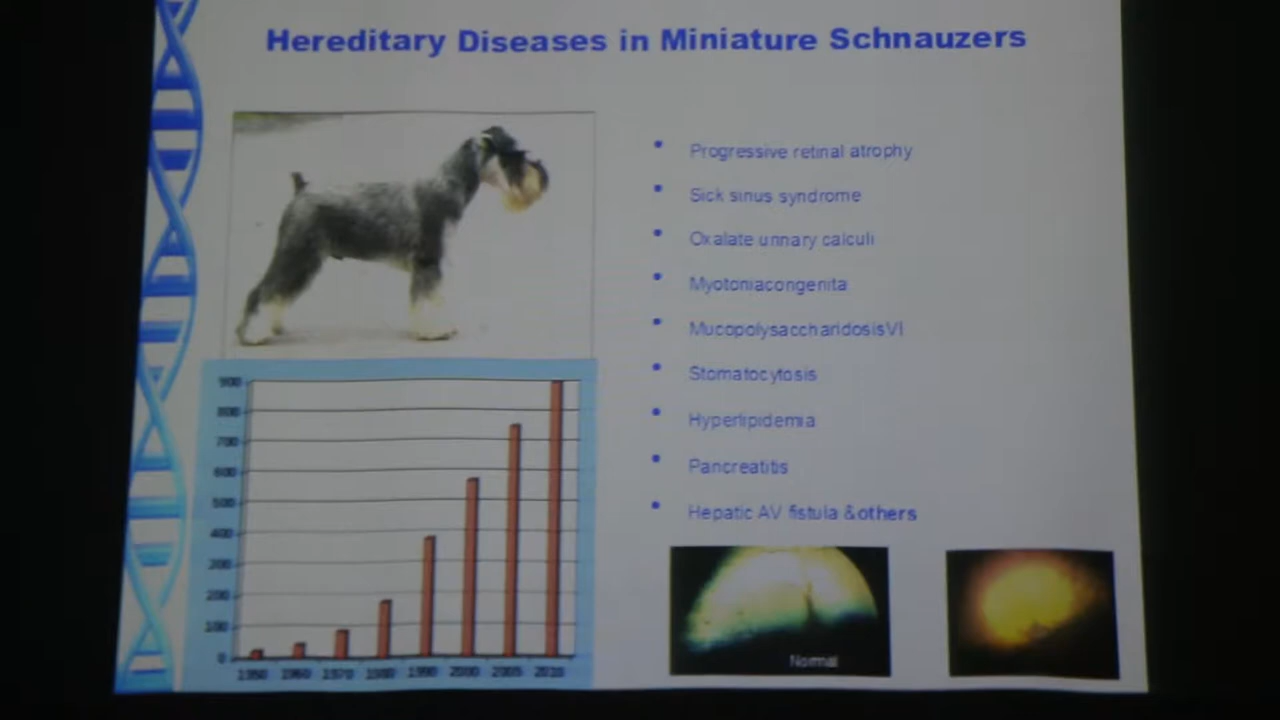 Hereditary Diseases in Miniature Schnauzers
• Progressive retinal atrophy
• Sick sinus syndrome
• Oxalate urinary calculi
• Myotoniacongenita
• MucopolysaccharidosisVI
• Stomatocytosis
• Hyperlipidemia
• Pancreatitis
• Hepatic AV fistula &others
900
800
700
600
500
400
300
200
100
0
1950 1960 1970 1980 1990 2000 2005 2010
Normal